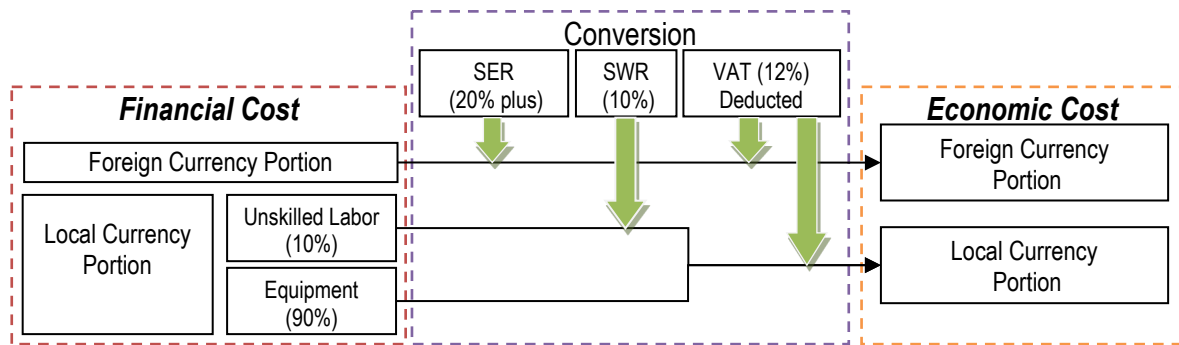 Conversion
SER
(20% plus)
SWR
(10%)
VAT (12%)
Deducted
Financial Cost
Foreign Currency Portion
Local Currency
Portion
Unskilled Labor
(10%)
Equipment
(90%)
Economic Cost
Foreign Currency
Portion
Local Currency
Portion